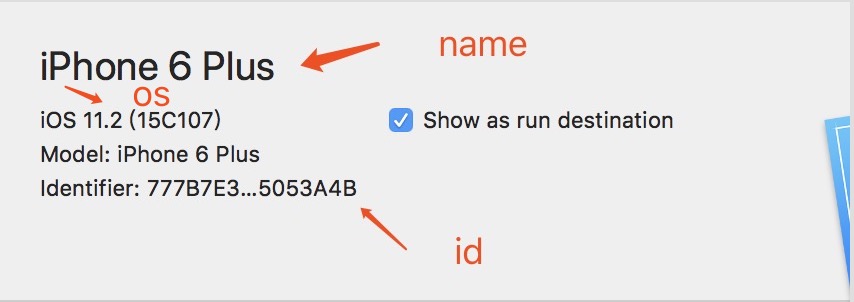 name
iPhone 6 Plus
os
iOS 11.2 (15C107)
Show as run destination
Model: iPhone 6 Plus
Identifier: 777B7E3...5053A4B
id